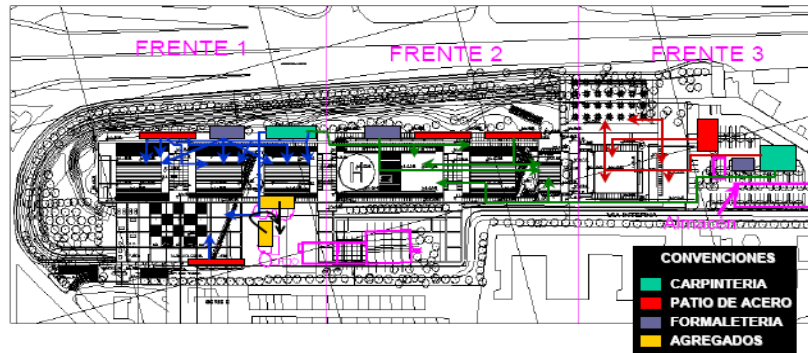 FRENTE 1
FRENTE 2
FRENTE 3
H
VIA INTERNA
Almacén
CONVENCIONES
CARPINTERIA
PATIO DE ACERO
FORMALETERIA
AGREGADOS